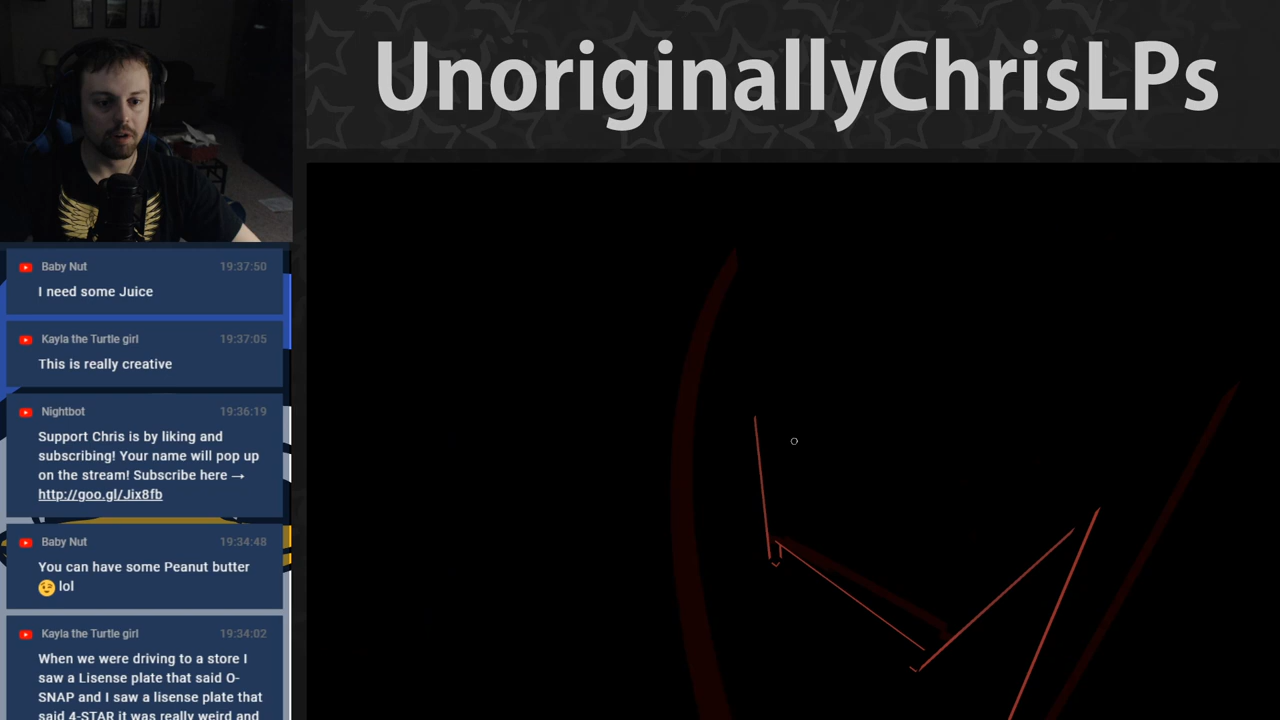 UnoriginallyChrisLPs
Baby Nut 19:37:50
I need some Juice
Kayla the Turtle girl 19:37:05
This is really creative
Nightbot 19:36:19
Support Chris is by liking and
subscribing! Your name will pop up
on the stream! Subscribe here →
http://goo.gl/Jix8fb
Baby Nut 19:34:48
You can have some Peanut butter
😉 lol
Kayla the Turtle girl 19:34:02
When we were driving to a store I
saw a Lisense plate that said O-
SNAP and I saw a lisense plate that
said 4-STAR it was really weird and